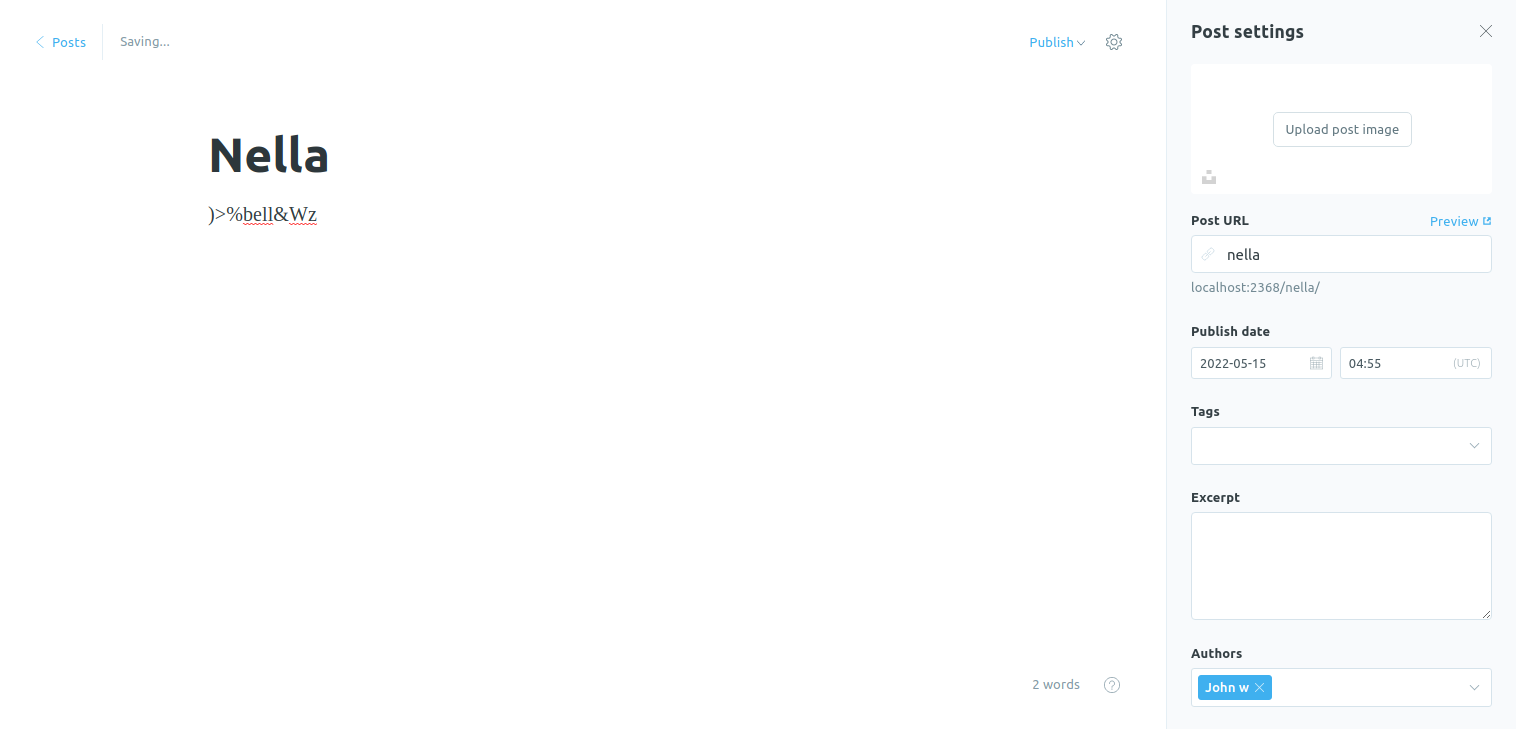 Posts
Saving...
Publish
Nella
)>%bell&Wz
2 words
Post settings
Upload post image
Post URL
Preview
nella
localhost:2368/nella/
Publish date
2022-05-15
04:55
(UTC)
Tags
Excerpt
Authors
John w